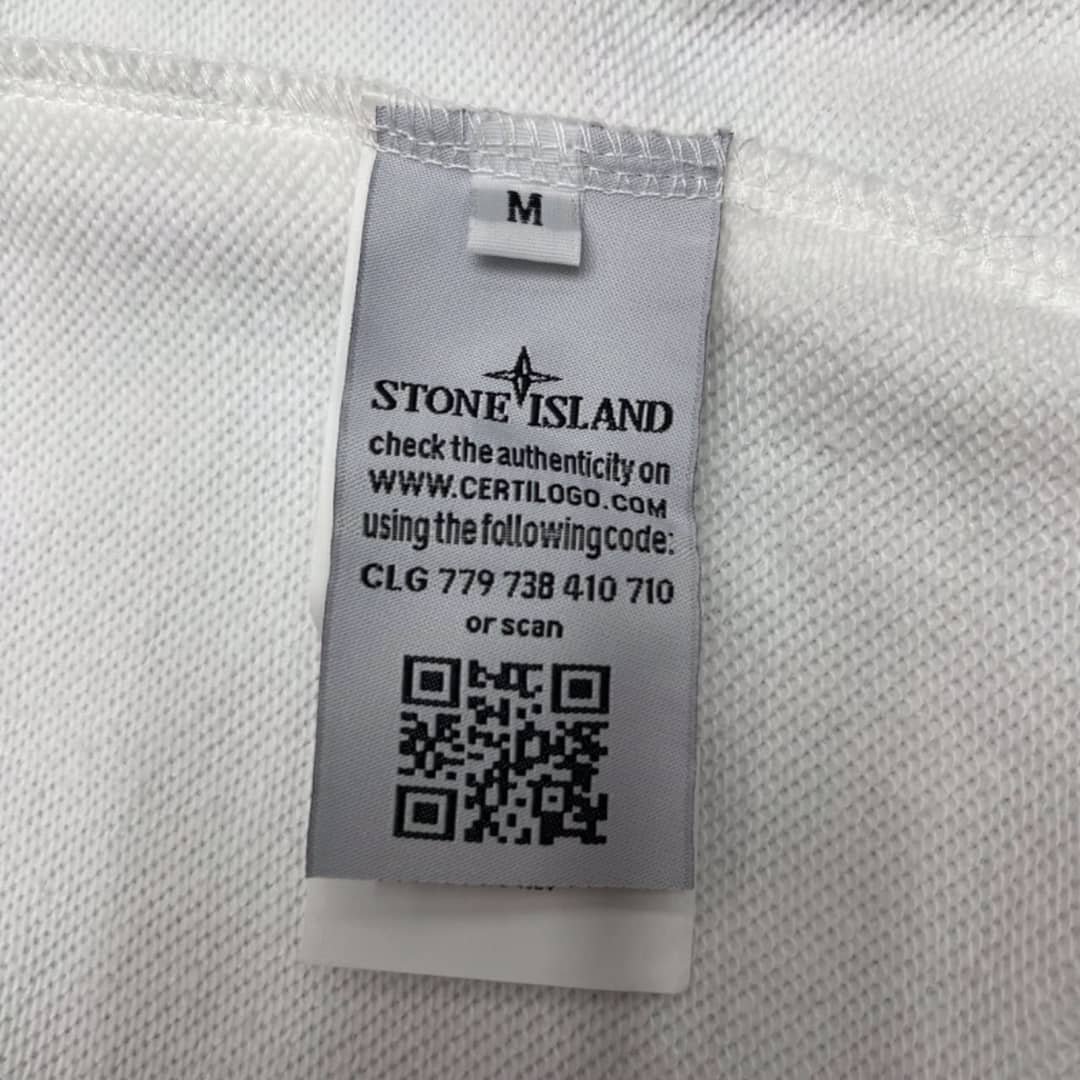 M
STONE ISLAND
check the authenticity on
WWW.CERTILOGO.COM
using the following code:
CLG 779 738 410 710
or scan